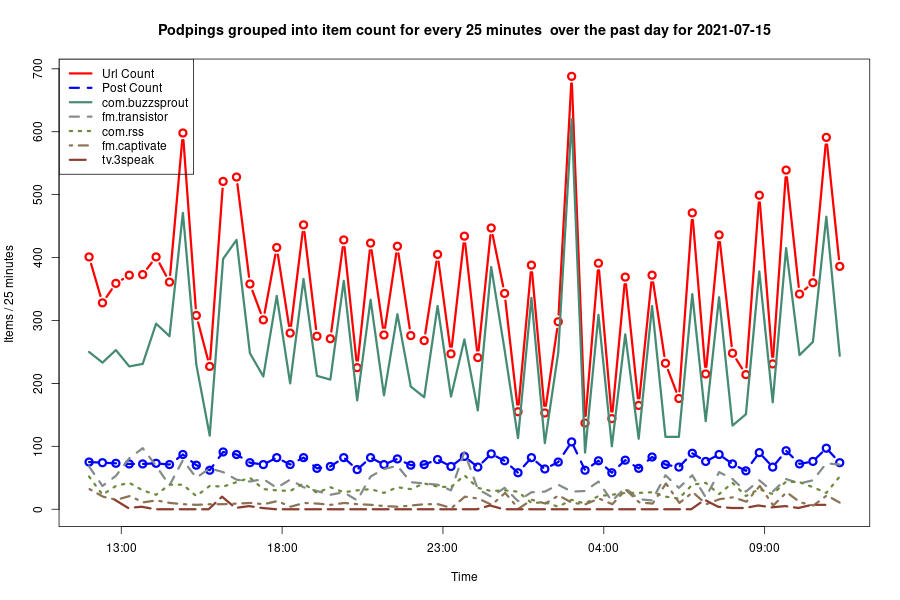 Podpings grouped into item count for every 25 minutes  over the past day for 2021-07-15
Url Count
Post Count
com.buzzsprout
fm.transistor
com.rss
fm.captivate
tv.3speak
Items / 25 minutes
700
600
500
400
300
200
100
0
13:00 18:00 23:00 04:00 09:00
Time